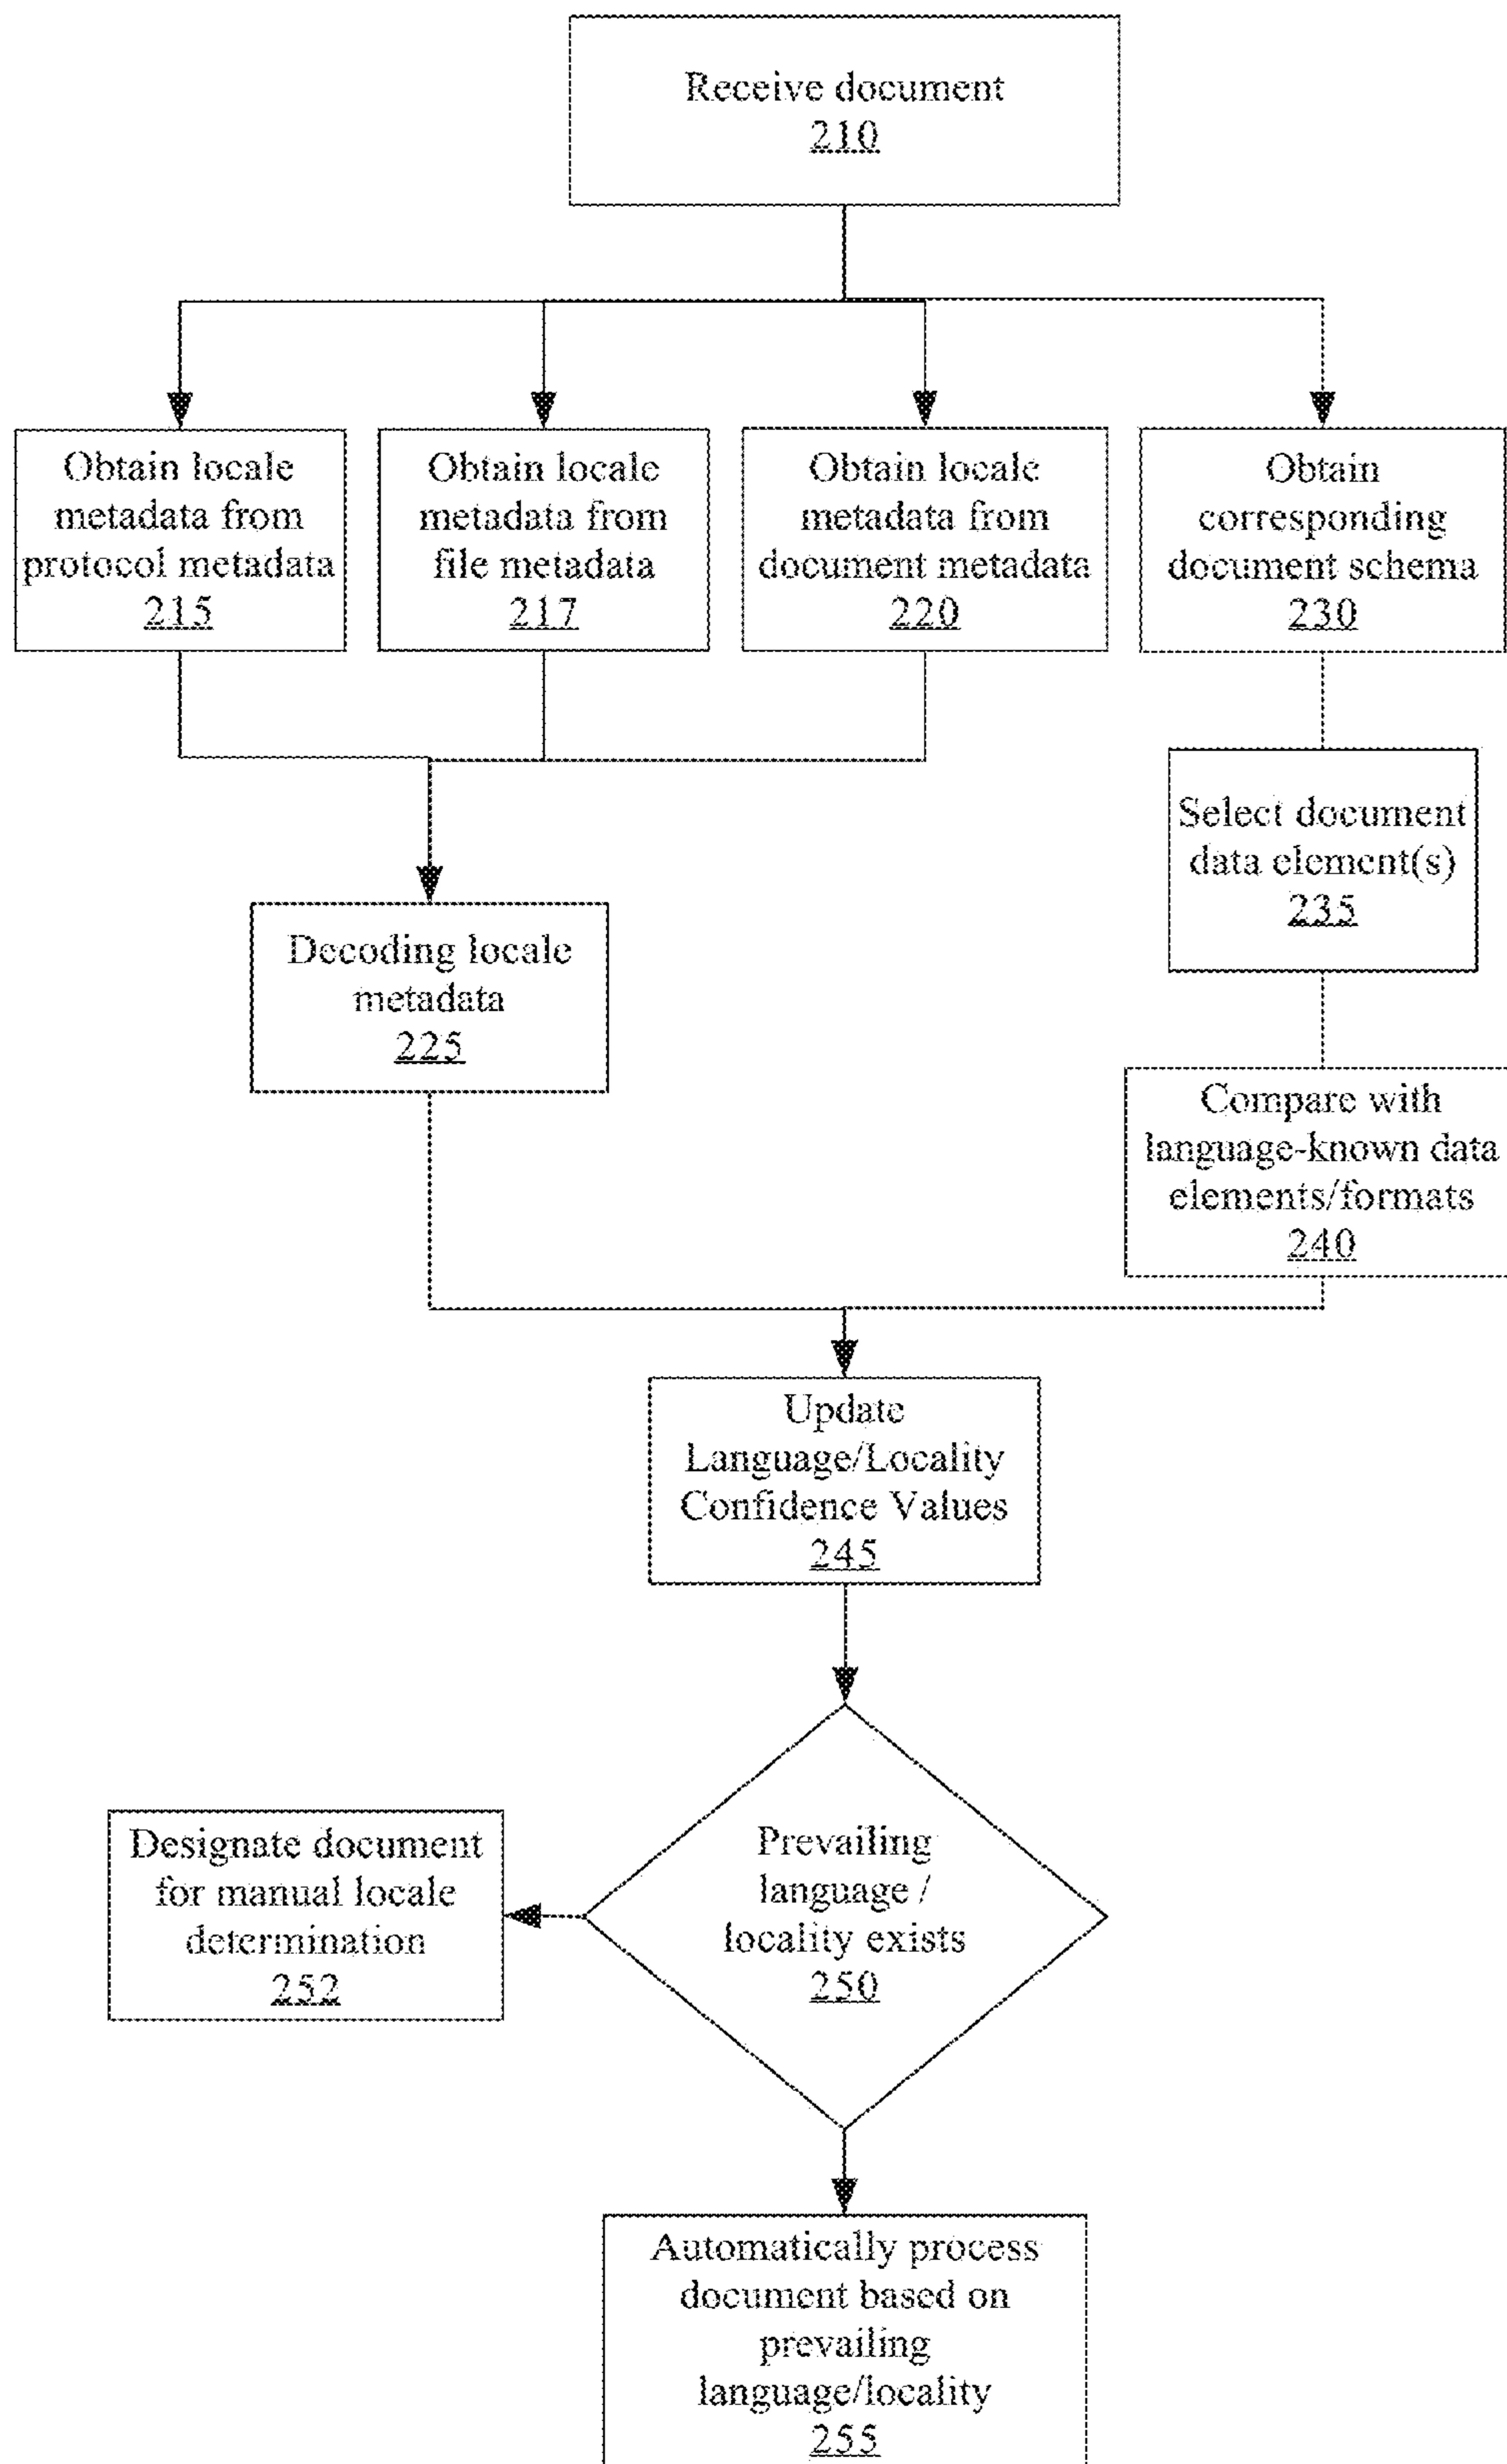 Receive document
210
Obtain locale
metadata from
protocol metadata
215
Obtain locale
metadata from
file metadata
217
Obtain locale
metadata from
document metadata
220
Obtain
corresponding
document schema
230
Select document
data element(s)
235
Decoding locale
metadata
225
Compare with
language-known data
elements/formats
240
Update
Language/Locality
Confidence Values
245
Prevailing
language /
locality exists
250
Designate document
for manual locale
determination
252
Automatically process
document based on
prevailing
language/locality
255